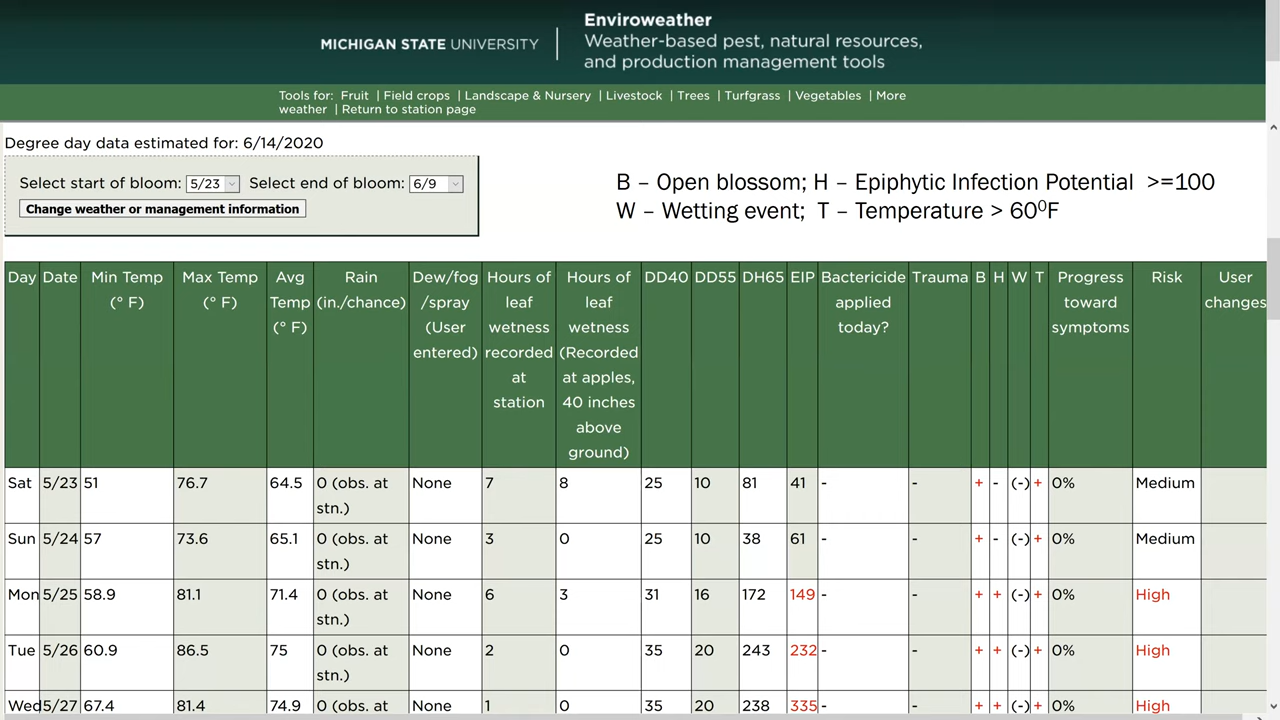 Enviroweather
MICHIGAN STATE UNIVERSITY
Weather-based pest, natural resources,
and production management tools
Tools for: Fruit | Field crops | Landscape & Nursery | Livestock | Trees | Turfgrass | Vegetables | More
weather | Return to station page
Degree day data estimated for: 6/14/2020
Select start of bloom: 5/23 Select end of bloom: 6/9
Change weather or management information
B – Open blossom; H – Epiphytic Infection Potential >=100
W – Wetting event; T – Temperature > 60⁰F
Day Date Min Temp Max Temp Avg Rain Dew/fog Hours of Hours of DD40 DD55 DH65 EIP Bactericide Trauma B H W T Progress Risk User
(° F) (° F) Temp (in./chance) /spray leaf leaf applied toward changes
(° F) (User wetness wetness today? symptoms
entered) recorded (Recorded
at at apples,
station 40 inches
above
ground)
Sat 5/23 51 76.7 64.5 0 (obs. at None 7 8 25 10 81 41 - - + - (-) + 0% Medium
stn.)
Sun 5/24 57 73.6 65.1 0 (obs. at None 3 0 25 10 38 61 - - + - (-) + 0% Medium
stn.)
Mon 5/25 58.9 81.1 71.4 0 (obs. at None 6 3 31 16 172 149 - - + + (-) + 0% High
stn.)
Tue 5/26 60.9 86.5 75 0 (obs. at None 2 0 35 20 243 232 - - + + (-) + 0% High
stn.)
Wed 5/27 67.4 81.4 74.9 0 (obs. at None 1 0 35 20 238 335 - - + + (-) + 0% High